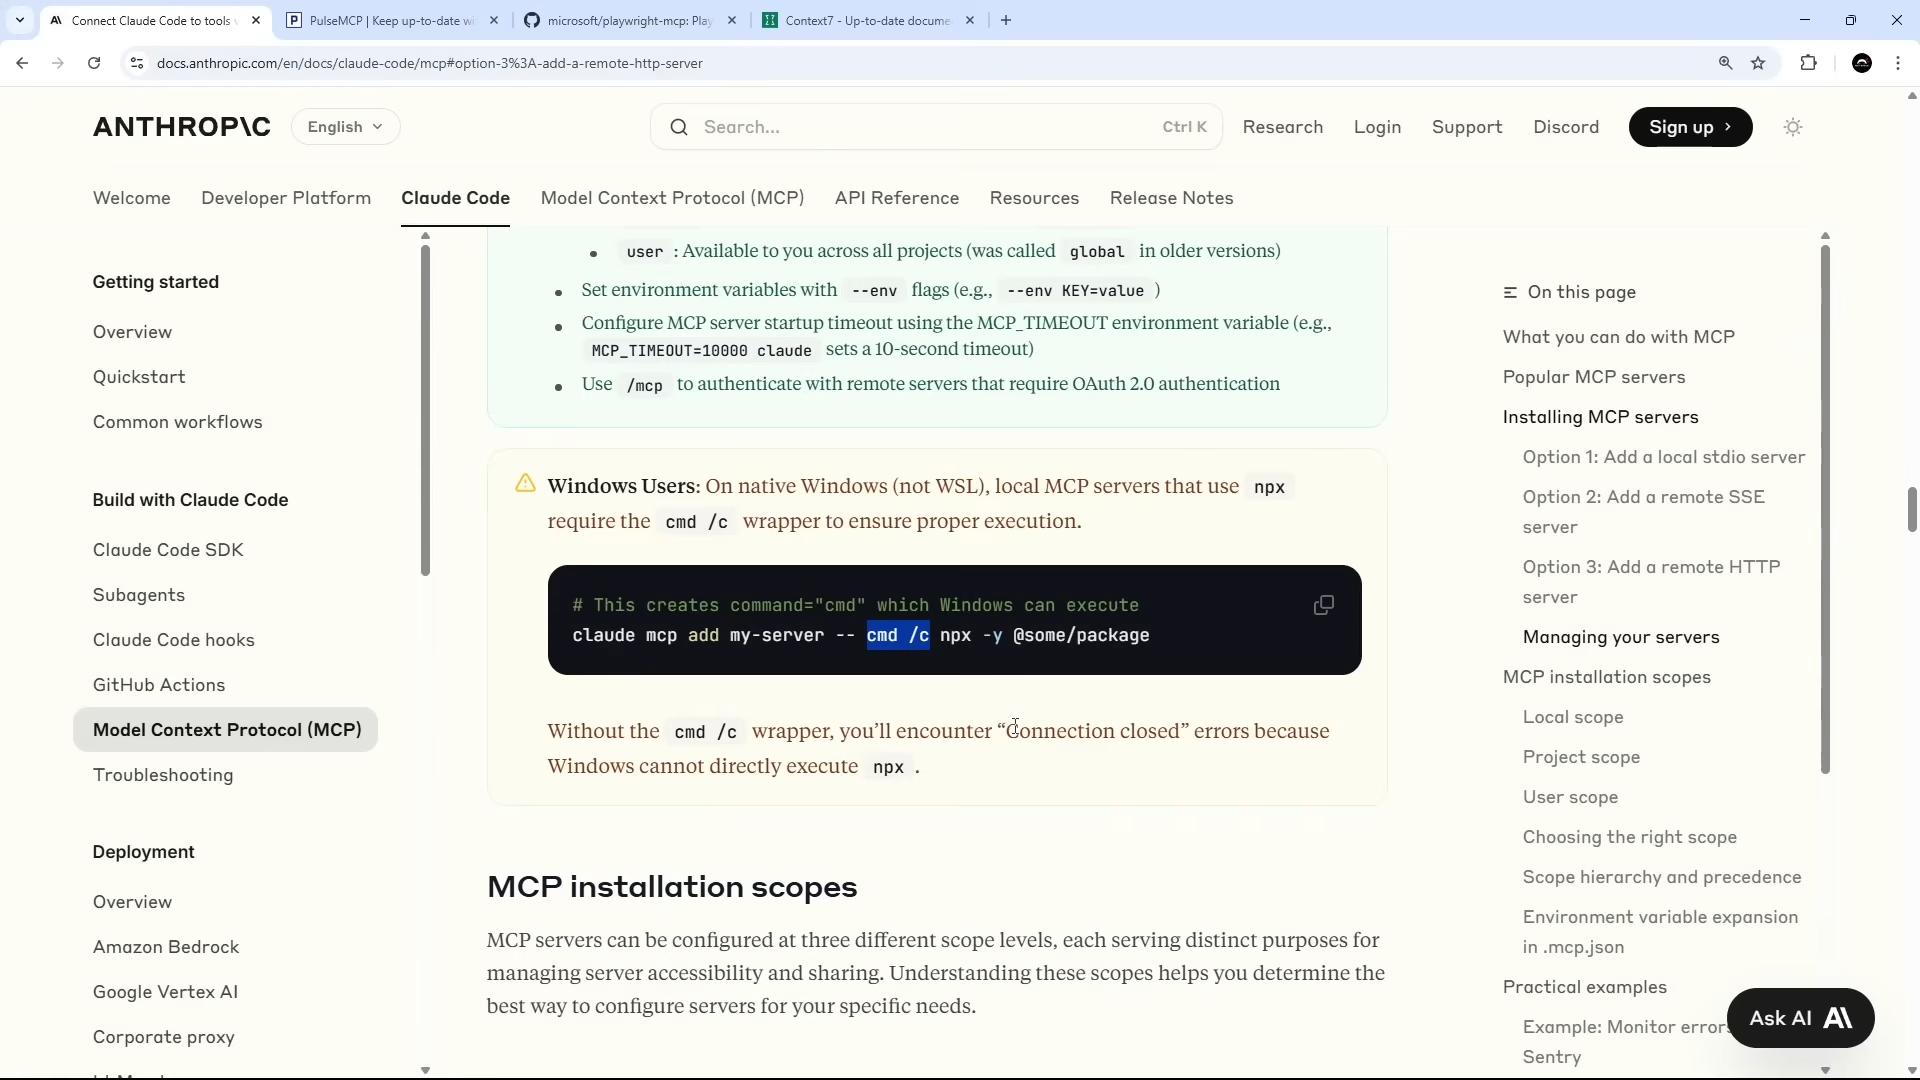 Connect Claude Code to tools
PulseMCP | Keep up-to-date wi
microsoft/playwright-mcp: Play
Context7 - Up-to-date docume
docs.anthropic.com/en/docs/claude-code/mcp#option-3%3A-add-a-remote-http-server
ANTHROP\C
English
Search...
Ctrl K
Research
Login
Support
Discord
Sign up
Welcome
Developer Platform
Claude Code
Model Context Protocol (MCP)
API Reference
Resources
Release Notes
Getting started
Overview
Quickstart
Common workflows
Build with Claude Code
Claude Code SDK
Subagents
Claude Code hooks
GitHub Actions
Model Context Protocol (MCP)
Troubleshooting
Deployment
Overview
Amazon Bedrock
Google Vertex AI
Corporate proxy
user : Available to you across all projects (was called global in older versions)
Set environment variables with --env flags (e.g., --env KEY=value )
Configure MCP server startup timeout using the MCP_TIMEOUT environment variable (e.g.,
MCP_TIMEOUT=10000 claude sets a 10-second timeout)
Use /mcp to authenticate with remote servers that require OAuth 2.0 authentication
Windows Users: On native Windows (not WSL), local MCP servers that use npx
require the cmd /c wrapper to ensure proper execution.
# This creates command="cmd" which Windows can execute
claude mcp add my-server -- cmd /c npx -y @some/package
Without the cmd /c wrapper, you’ll encounter “Connection closed” errors because
Windows cannot directly execute npx .
MCP installation scopes
MCP servers can be configured at three different scope levels, each serving distinct purposes for
managing server accessibility and sharing. Understanding these scopes helps you determine the
best way to configure servers for your specific needs.
On this page
What you can do with MCP
Popular MCP servers
Installing MCP servers
Option 1: Add a local stdio server
Option 2: Add a remote SSE
server
Option 3: Add a remote HTTP
server
Managing your servers
MCP installation scopes
Local scope
Project scope
User scope
Choosing the right scope
Scope hierarchy and precedence
Environment variable expansion
in .mcp.json
Practical examples
Example: Monitor errors
Sentry
Ask AI